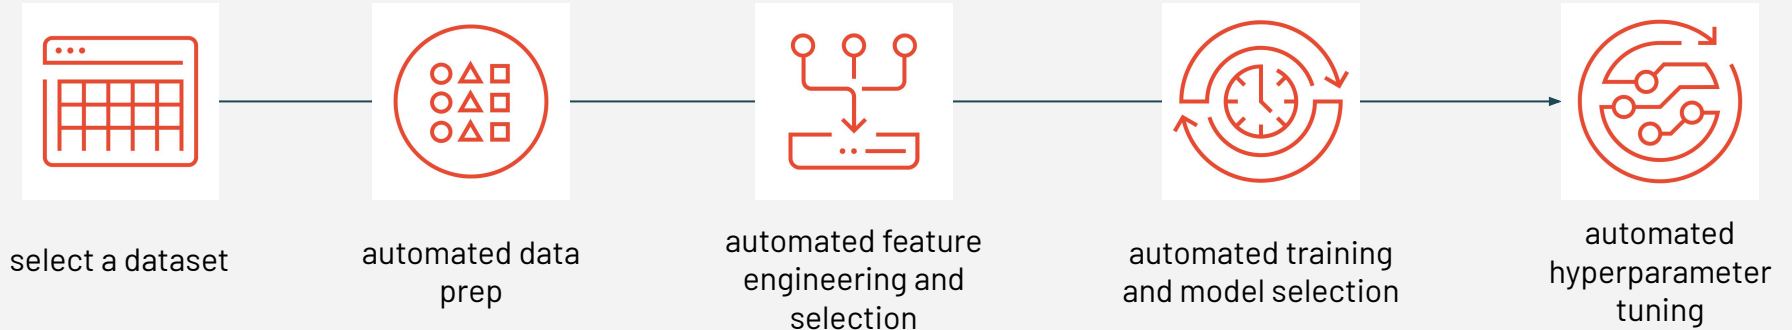 select a dataset
automated data
prep
automated feature
engineering and
selection
automated training
and model selection
automated
hyperparameter
tuning